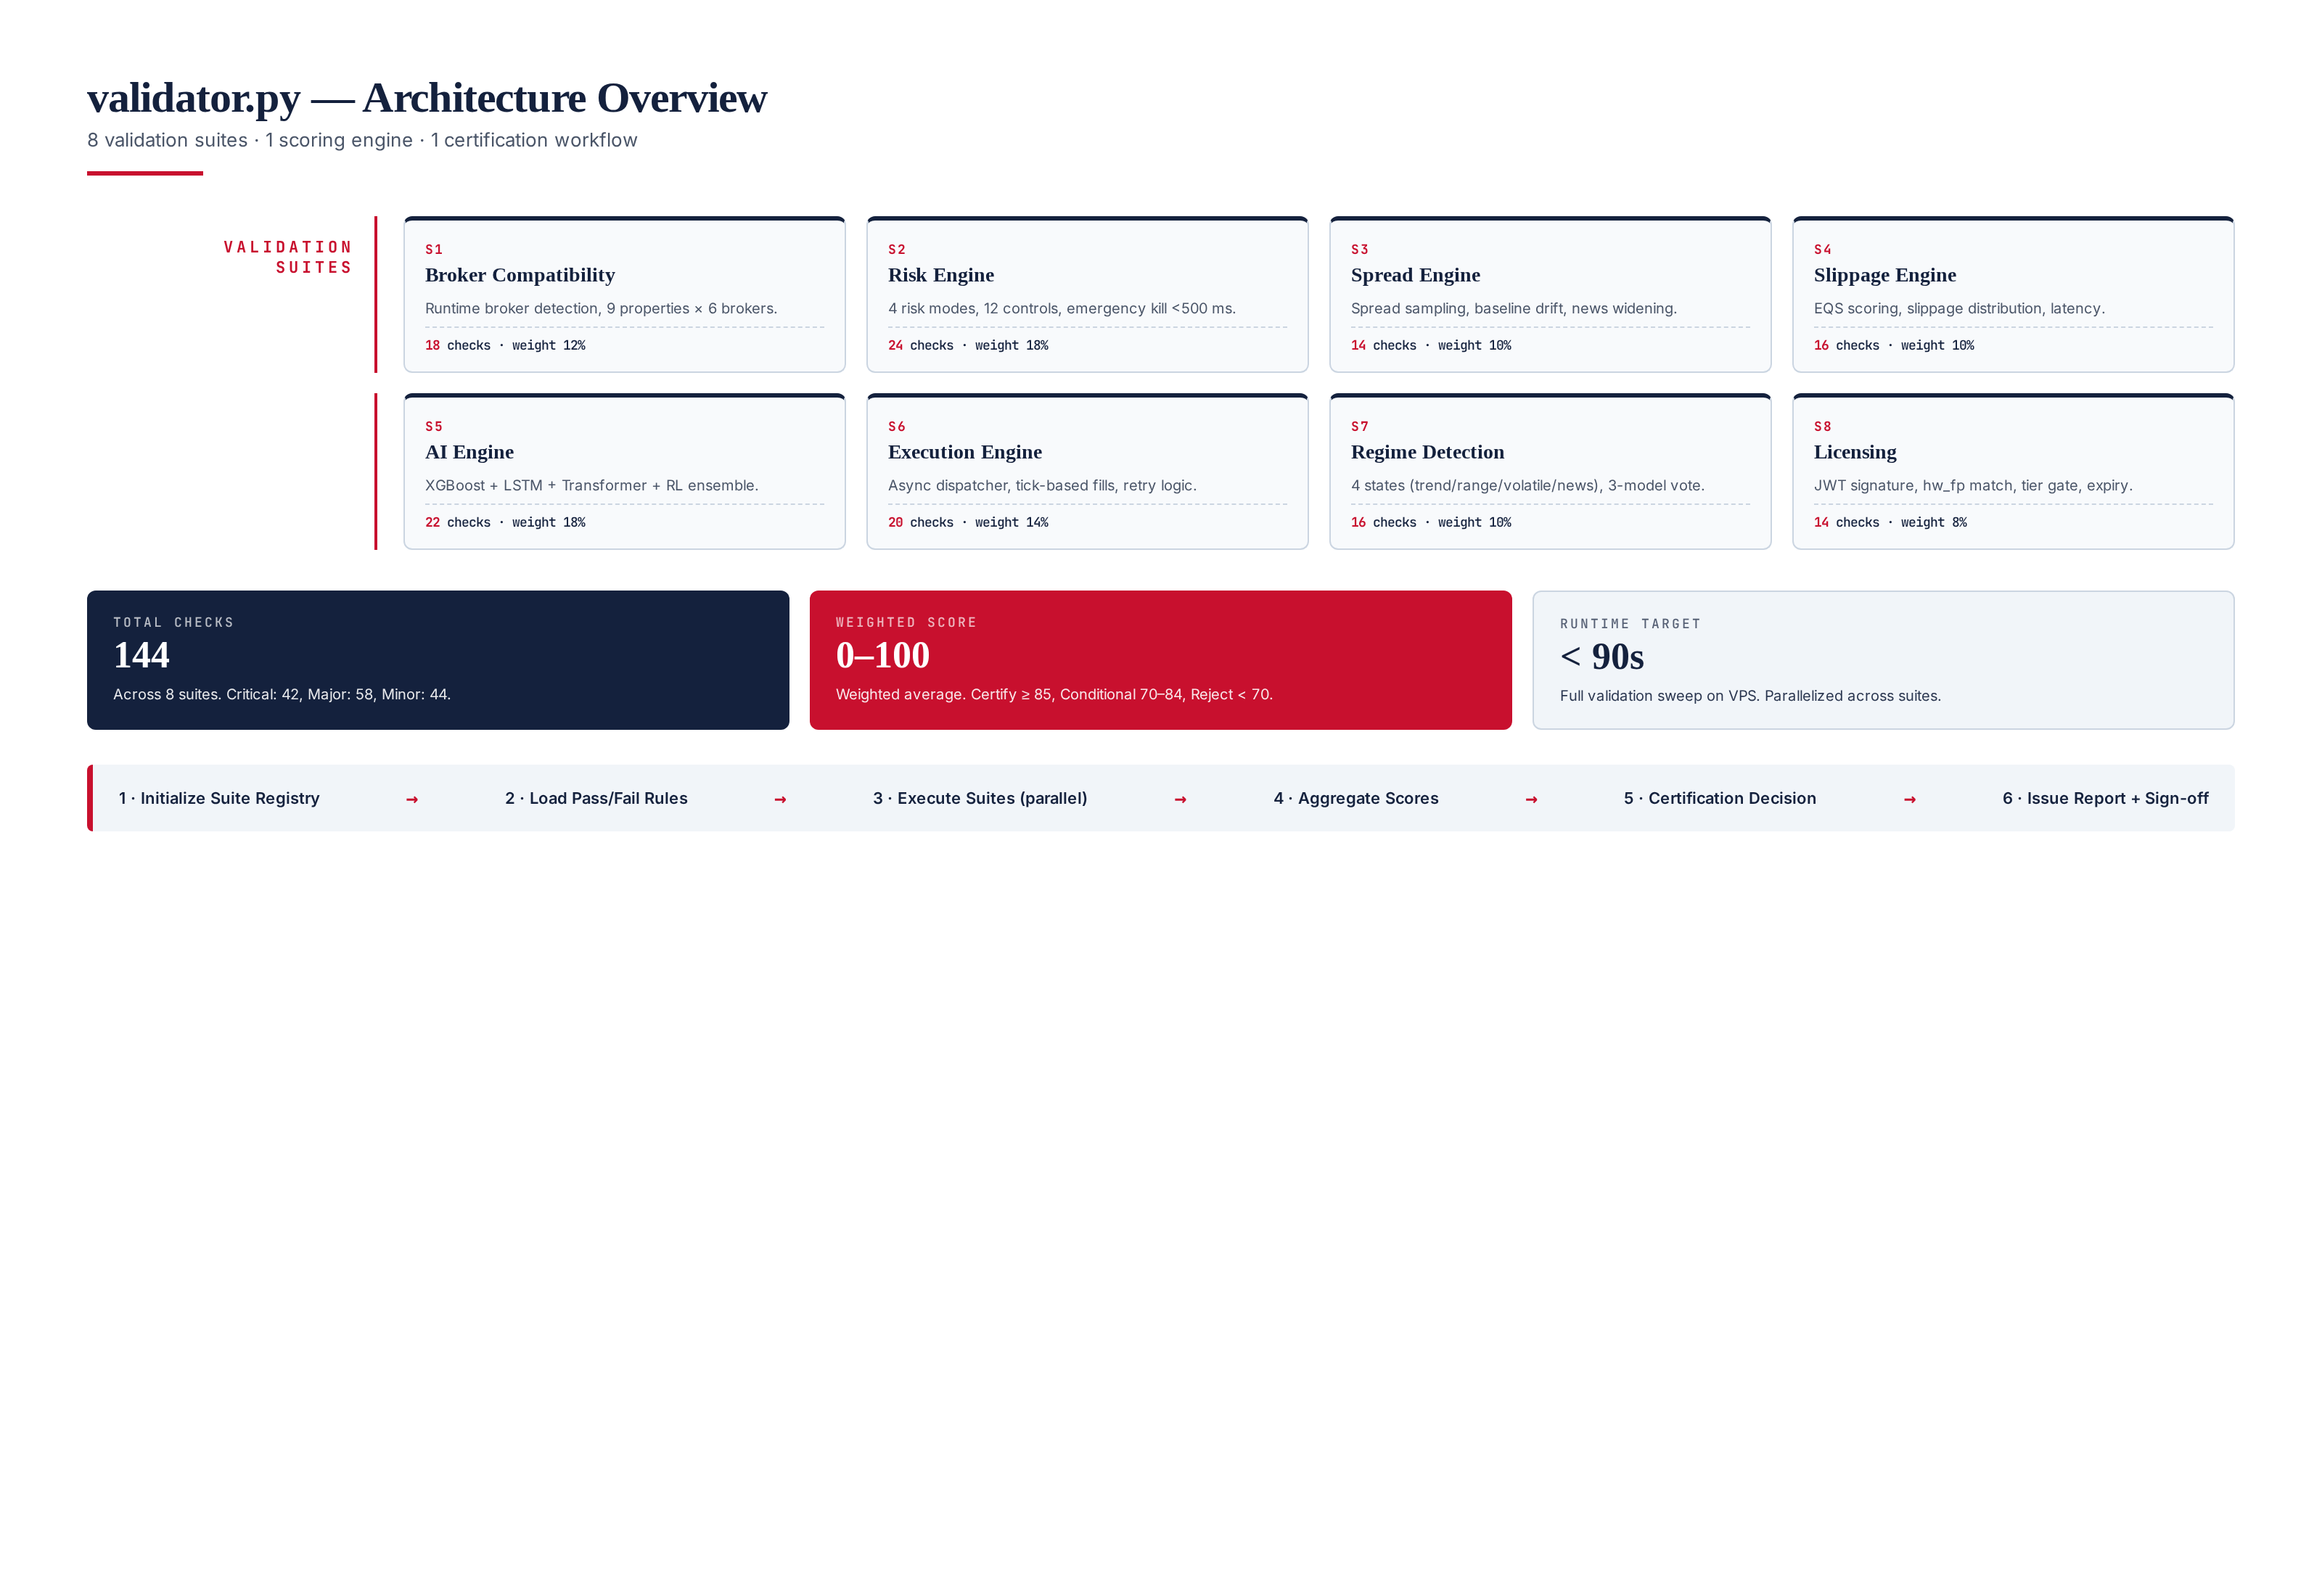 validator.py — Architecture Overview
8 validation suites · 1 scoring engine · 1 certification workflow
VALIDATION
SUITES
S1
Broker Compatibility
Runtime broker detection, 9 properties × 6 brokers.
18 checks · weight 12%
S2
Risk Engine
4 risk modes, 12 controls, emergency kill <500 ms.
24 checks · weight 18%
S3
Spread Engine
Spread sampling, baseline drift, news widening.
14 checks · weight 10%
S4
Slippage Engine
EQS scoring, slippage distribution, latency.
16 checks · weight 10%
S5
AI Engine
XGBoost + LSTM + Transformer + RL ensemble.
22 checks · weight 18%
S6
Execution Engine
Async dispatcher, tick-based fills, retry logic.
20 checks · weight 14%
S7
Regime Detection
4 states (trend/range/volatile/news), 3-model vote.
16 checks · weight 10%
S8
Licensing
JWT signature, hw_fp match, tier gate, expiry.
14 checks · weight 8%
TOTAL CHECKS
144
Across 8 suites. Critical: 42, Major: 58, Minor: 44.
WEIGHTED SCORE
0–100
Weighted average. Certify ≥ 85, Conditional 70–84, Reject < 70.
RUNTIME TARGET
< 90s
Full validation sweep on VPS. Parallelized across suites.
1 · Initialize Suite Registry → 2 · Load Pass/Fail Rules → 3 · Execute Suites (parallel) → 4 · Aggregate Scores → 5 · Certification Decision → 6 · Issue Report + Sign-off